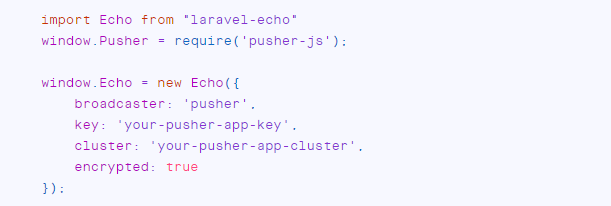 import Echo from "laravel-echo"
window.Pusher = require('pusher-js');
window.Echo = new Echo({
broadcaster: 'pusher',
key: 'your-pusher-app-key',
cluster: 'your-pusher-app-cluster',
encrypted: true
});